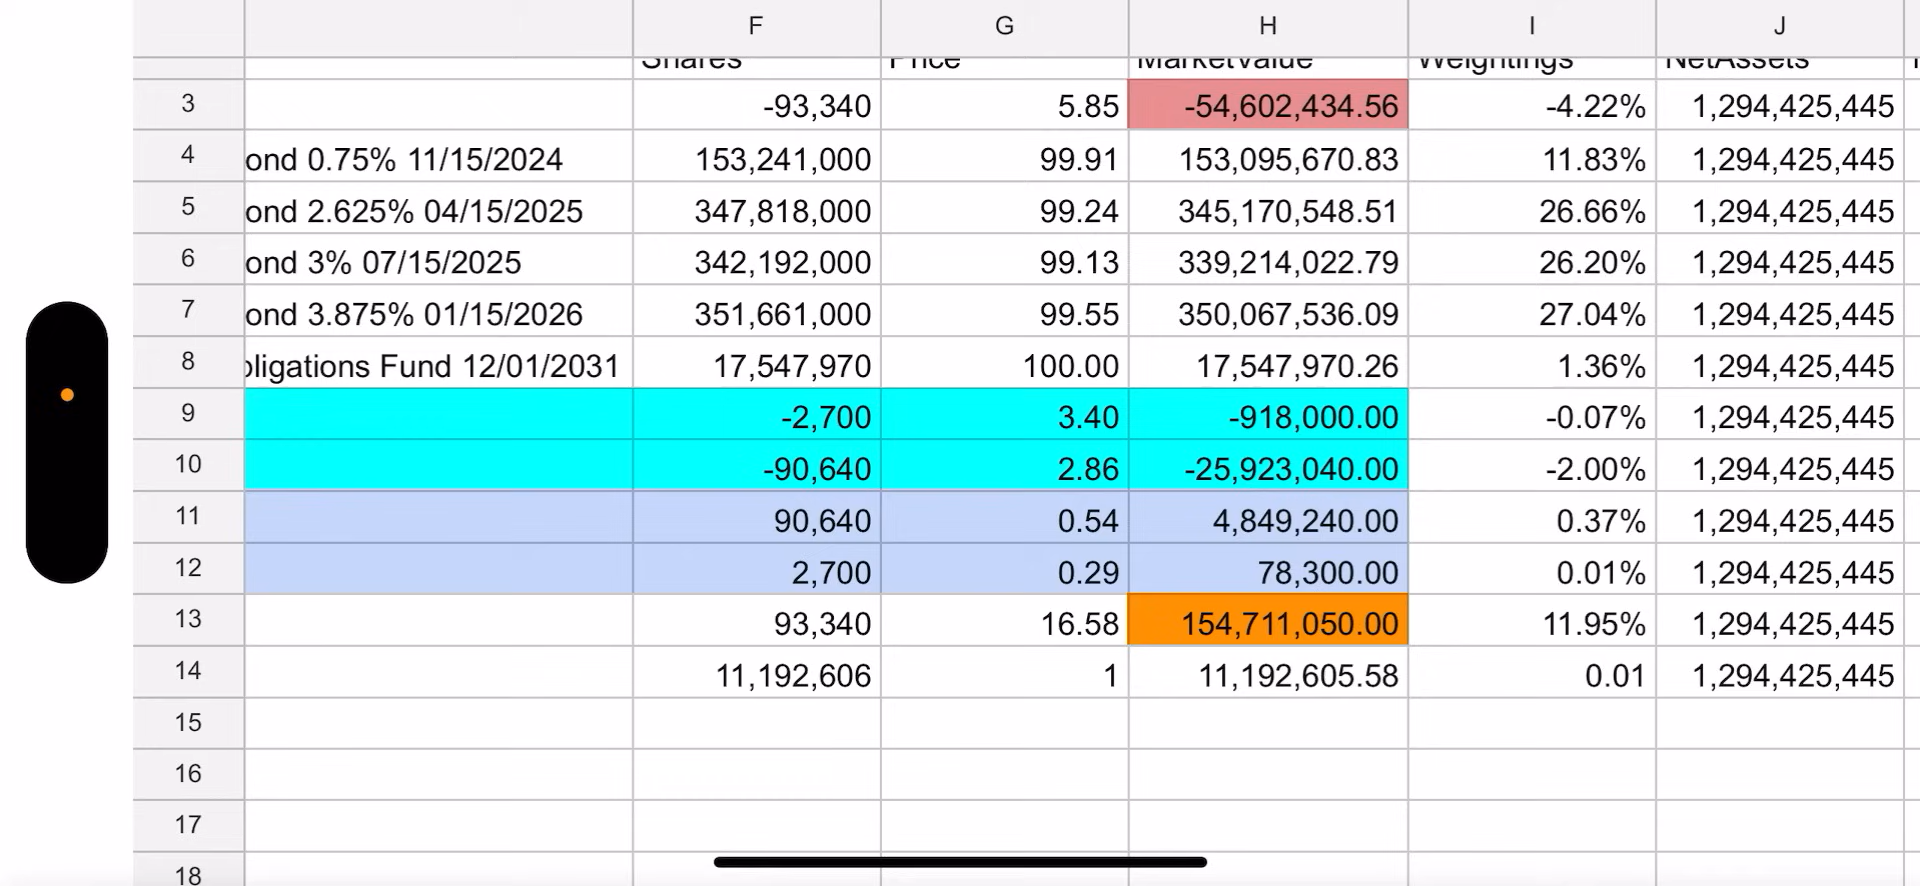 F G H I J
Shares Price MarketValue Weightings NetAssets
3 -93,340 5.85 -54,602,434.56 -4.22% 1,294,425,445
4 ond 0.75% 11/15/2024 153,241,000 99.91 153,095,670.83 11.83% 1,294,425,445
5 ond 2.625% 04/15/2025 347,818,000 99.24 345,170,548.51 26.66% 1,294,425,445
6 ond 3% 07/15/2025 342,192,000 99.13 339,214,022.79 26.20% 1,294,425,445
7 ond 3.875% 01/15/2026 351,661,000 99.55 350,067,536.09 27.04% 1,294,425,445
8 bligations Fund 12/01/2031 17,547,970 100.00 17,547,970.26 1.36% 1,294,425,445
9 -2,700 3.40 -918,000.00 -0.07% 1,294,425,445
10 -90,640 2.86 -25,923,040.00 -2.00% 1,294,425,445
11 90,640 0.54 4,849,240.00 0.37% 1,294,425,445
12 2,700 0.29 78,300.00 0.01% 1,294,425,445
13 93,340 16.58 154,711,050.00 11.95% 1,294,425,445
14 11,192,606 1 11,192,605.58 0.01 1,294,425,445
15
16
17
18